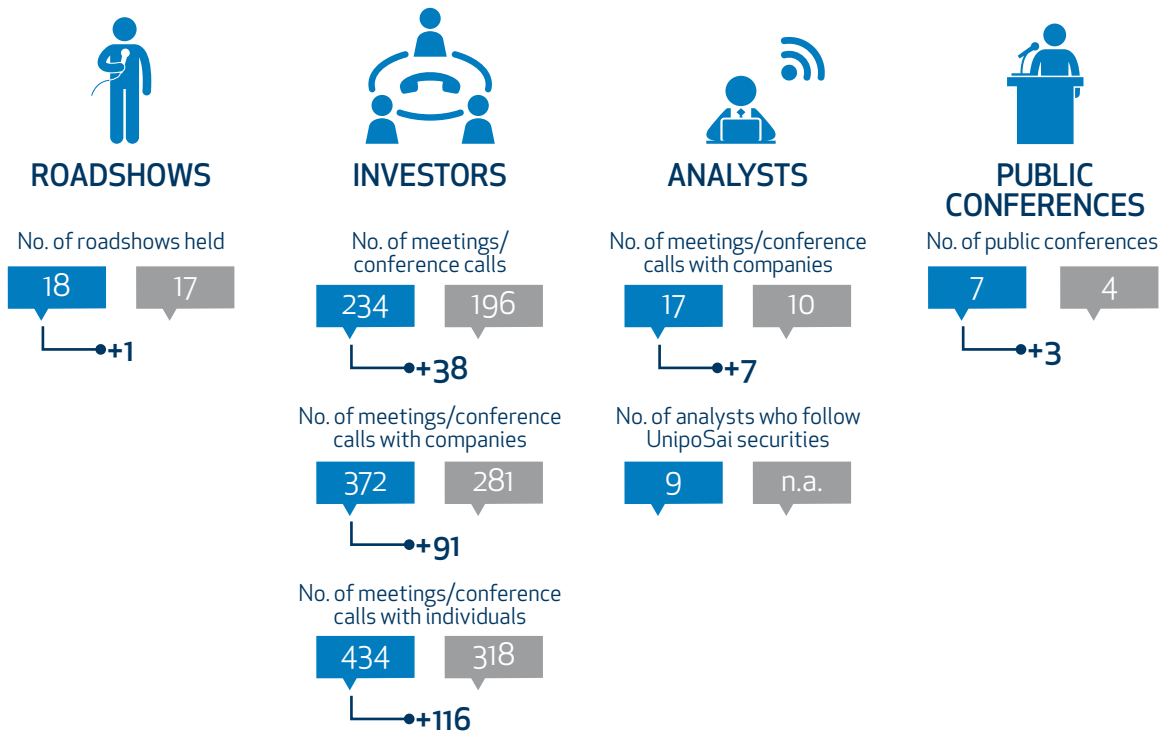 ROADSHOWS
No. of roadshows held
18 17
+1
INVESTORS
No. of meetings/
conference calls
234 196
+38
No. of meetings/conference
calls with companies
372 281
+91
No. of meetings/conference
calls with individuals
434 318
+116
ANALYSTS
No. of meetings/conference
calls with companies
17 10
+7
No. of analysts who follow
UnipoSai securities
9 n.a.
PUBLIC
CONFERENCES
No. of public conferences
7 4
+3